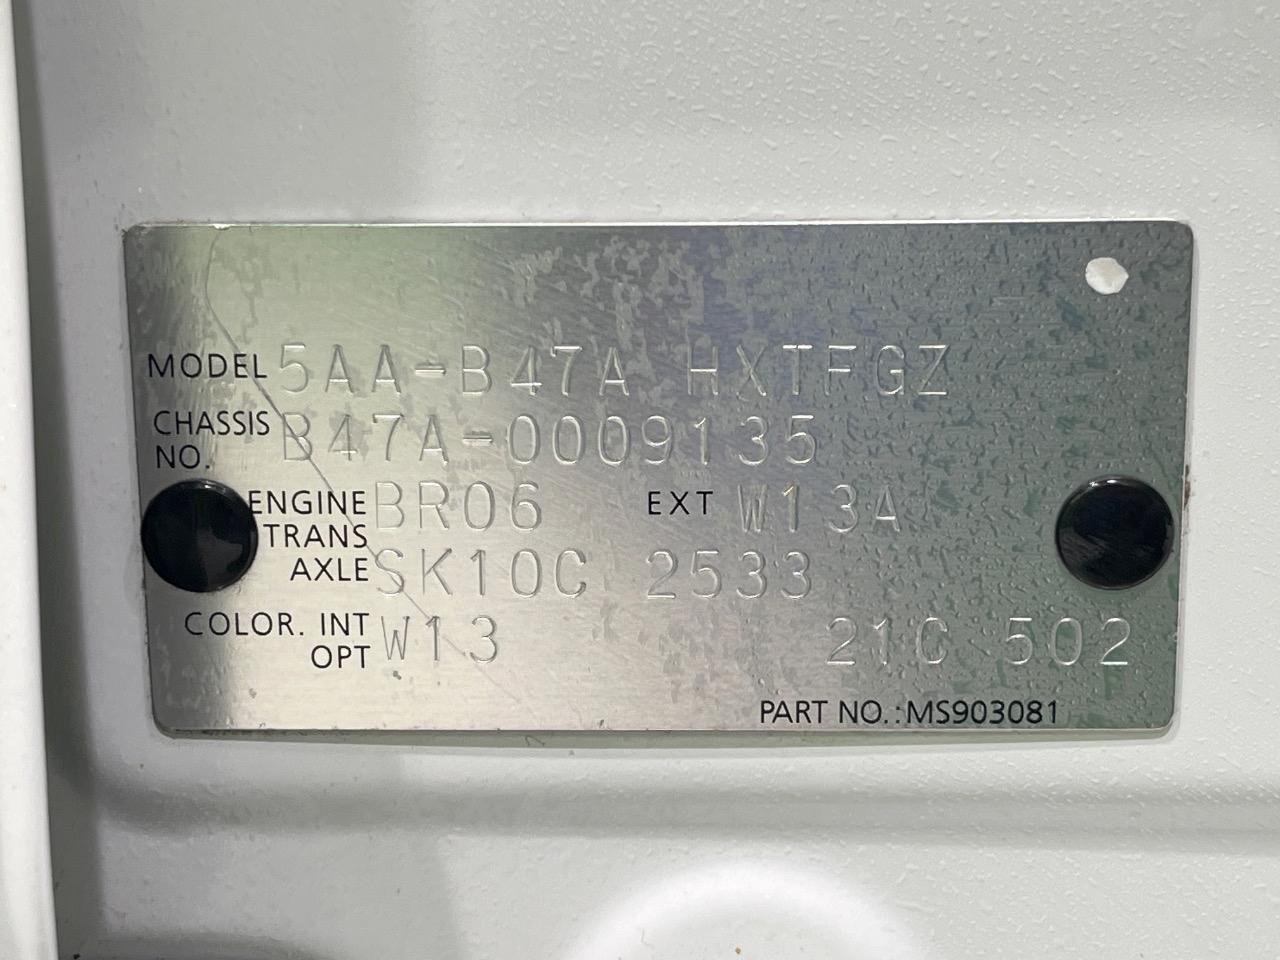 MODEL 5AA-B47A HXTFGZ
CHASSIS NO. B47A-0009135
ENGINE BR06 EXT W13A
TRANS AXLE SK10C 2533
COLOR. INT OPT W13 21C 502
PART NO.:MS903081